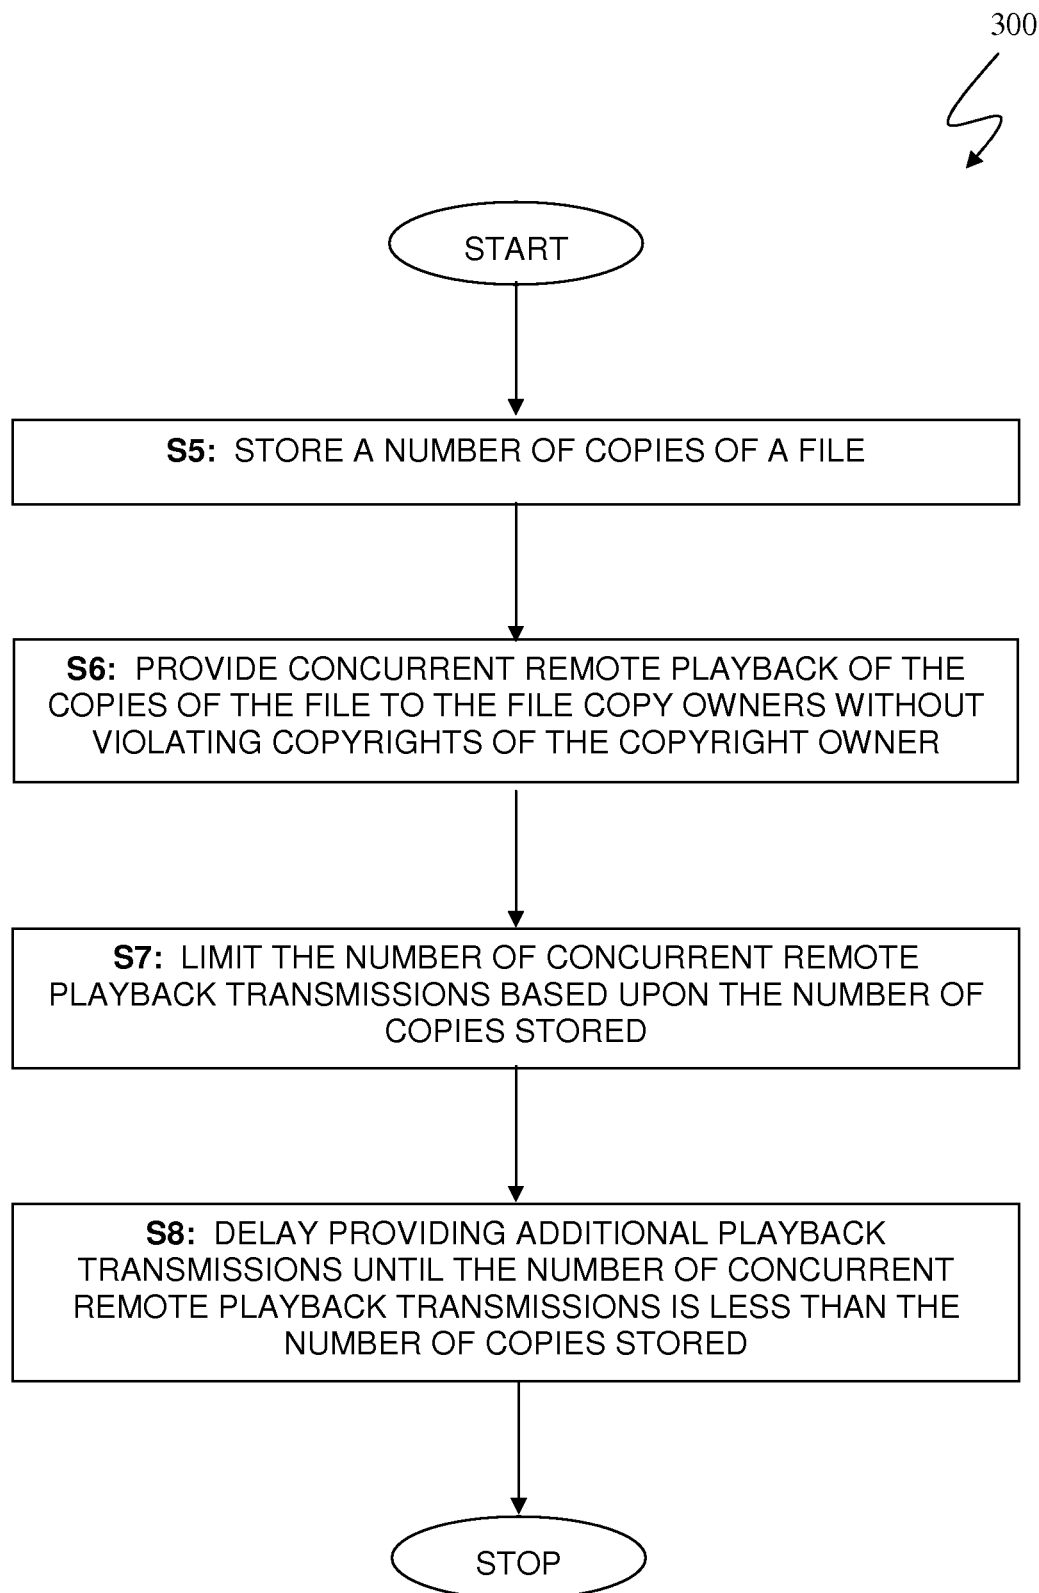 300
START
S5: STORE A NUMBER OF COPIES OF A FILE
S6: PROVIDE CONCURRENT REMOTE PLAYBACK OF THE
COPIES OF THE FILE TO THE FILE COPY OWNERS WITHOUT
VIOLATING COPYRIGHTS OF THE COPYRIGHT OWNER
S7: LIMIT THE NUMBER OF CONCURRENT REMOTE
PLAYBACK TRANSMISSIONS BASED UPON THE NUMBER OF
COPIES STORED
S8: DELAY PROVIDING ADDITIONAL PLAYBACK
TRANSMISSIONS UNTIL THE NUMBER OF CONCURRENT
REMOTE PLAYBACK TRANSMISSIONS IS LESS THAN THE
NUMBER OF COPIES STORED
STOP